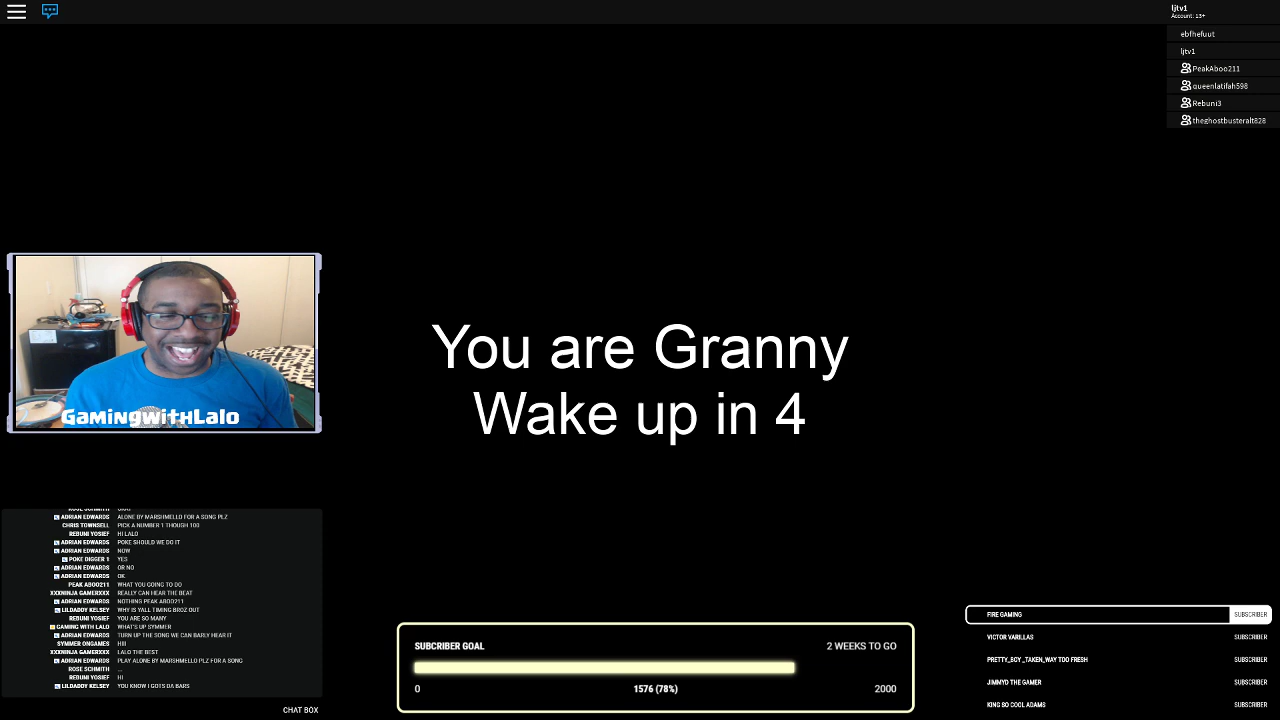 ljtv1
Account: 13+
ebfhefuut
ljtv1
PeakAboo211
queenlatifah598
Rebuni3
theghostbusteralt828
You are Granny
Wake up in 4
GamingwithLalo
ADRIAN EDWARDS ALONE BY MARSHMELLO FOR A SONG PLZ
CHRIS TOWNSELL PICK A NUMBER 1 THOUGH 100
REBUNI YOSIEF HI LALO
ADRIAN EDWARDS POKE SHOULD WE DO IT
ADRIAN EDWARDS NOW
POKE DIGGER 1 YES
ADRIAN EDWARDS OR NO
ADRIAN EDWARDS OK
PEAK ABOO211 WHAT YOU GOING TO DO
XXXNINJA GAMERXXX REALLY CAN HEAR THE BEAT
ADRIAN EDWARDS NOTHING PEAK ABOO211
LILDADDY KELSEY WHY IS YALL TIMING BROZ OUT
REBUNI YOSIEF YOU ARE SO MANY
GAMING WITH LALO WHAT'S UP SYMMER
ADRIAN EDWARDS TURN UP THE SONG WE CAN BARLY HEAR IT
SYMMER ONGAMES HIII
XXXNINJA GAMERXXX LALO THE BEST
ADRIAN EDWARDS PLAY ALONE BY MARSHMELLO PLZ FOR A SONG
ROSE SCHMITH ...
REBUNI YOSIEF HI
LILDADDY KELSEY YOU KNOW I GOTS DA BARS
CHAT BOX
SUBCRIBER GOAL 2 WEEKS TO GO
0 1576 (78%) 2000
FIRE GAMING SUBSCRIBER
VICTOR VARILLAS SUBSCRIBER
PRETTY_BOY _TAKEN_WAY TOO FRESH SUBSCRIBER
JIMMYD THE GAMER SUBSCRIBER
KING SO COOL ADAMS SUBSCRIBER